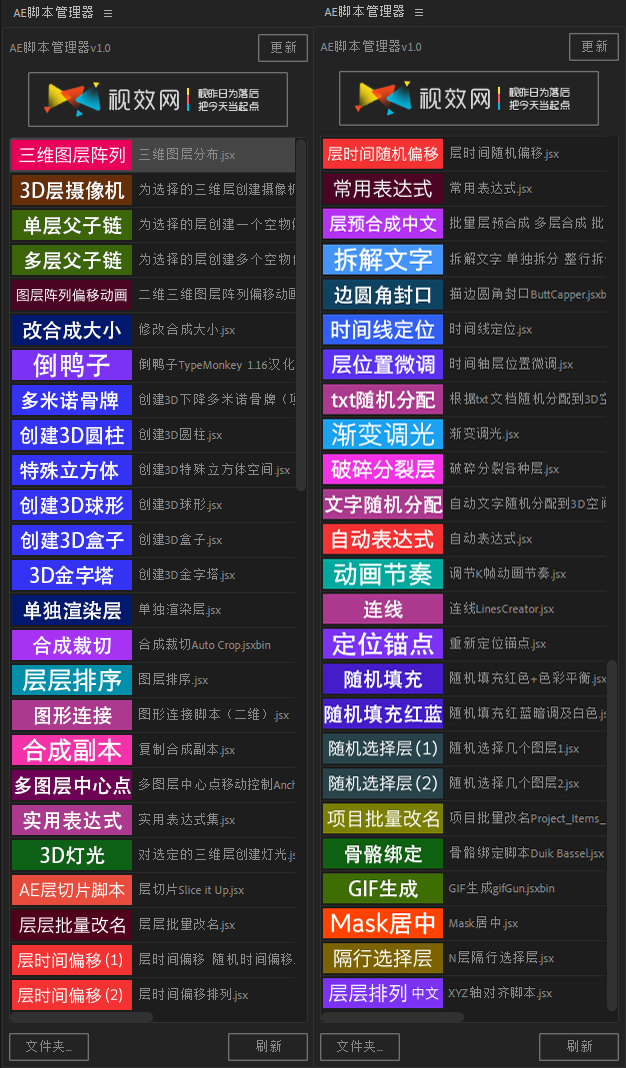 AE脚本管理器
AE脚本管理器v1.0 更新
视效网 视昨日为落后
把今天当起点
三维图层阵列 三维图层分布.jsx
3D层摄像机 为选择的三维层创建摄像机
单层父子链 为选择的层创建一个空物
多层父子链 为选择的层创建多个空物
图层阵列偏移动画 二维三维图层阵列偏移动画
改合成大小 修改合成大小.jsx
倒鸭子 倒鸭子TypeMonkey 1.16汉化
多米诺骨牌 创建3D下降多米诺骨牌（
创建3D圆柱 创建3D圆柱.jsx
特殊立方体 创建3D特殊立方体空间.jsx
创建3D球形 创建3D球形.jsx
创建3D盒子 创建3D盒子.jsx
3D金字塔 创建3D金字塔.jsx
单独渲染层 单独渲染层.jsx
合成裁切 合成裁切Auto Crop.jsxbin
层层排序 图层排序.jsx
图形连接 图形连接脚本（二维）.jsx
合成副本 复制合成副本.jsx
多图层中心点 多图层中心点移动控制Anch
实用表达式 实用表达式集.jsx
3D灯光 对选定的三维层创建灯光.js
AE层切片脚本 层切片Slice it Up.jsx
层层批量改名 层层批量改名.jsx
层时间偏移(1) 层时间偏移 随机时间偏移.
层时间偏移(2) 层时间偏移排列.jsx
文件夹... 刷新
AE脚本管理器
AE脚本管理器v1.0 更新
视效网 视昨日为落后
把今天当起点
层时间随机偏移 层时间随机偏移.jsx
常用表达式 常用表达式.jsx
层预合成中文 批量层预合成 多层合成 批
拆解文字 拆解文字 单独拆分 整行拆
边圆角封口 描边圆角封口ButtCapper.jsxb
时间线定位 时间线定位.jsx
层位置微调 时间轴层位置微调.jsx
txt随机分配 根据txt文档随机分配到3D空
渐变调光 渐变调光.jsx
破碎分裂层 破碎分裂各种层.jsx
文字随机分配 自动文字随机分配到3D空间
自动表达式 自动表达式.jsx
动画节奏 调节K帧动画节奏.jsx
连线 连线LinesCreator.jsx
定位锚点 重新定位锚点.jsx
随机填充 随机填充红色+色彩平衡.jsx
随机填充红蓝 随机填充红蓝暗调及白色.js
随机选择层(1) 随机选择几个图层1.jsx
随机选择层(2) 随机选择几个图层2.jsx
项目批量改名 项目批量改名Project_Items_
骨骼绑定 骨骼绑定脚本Duik Bassel.jsx
GIF生成 GIF生成gifGun.jsxbin
Mask居中 Mask居中.jsx
隔行选择层 N层隔行选择层.jsx
层层排列 中文 XYZ轴对齐脚本.jsx
文件夹... 刷新